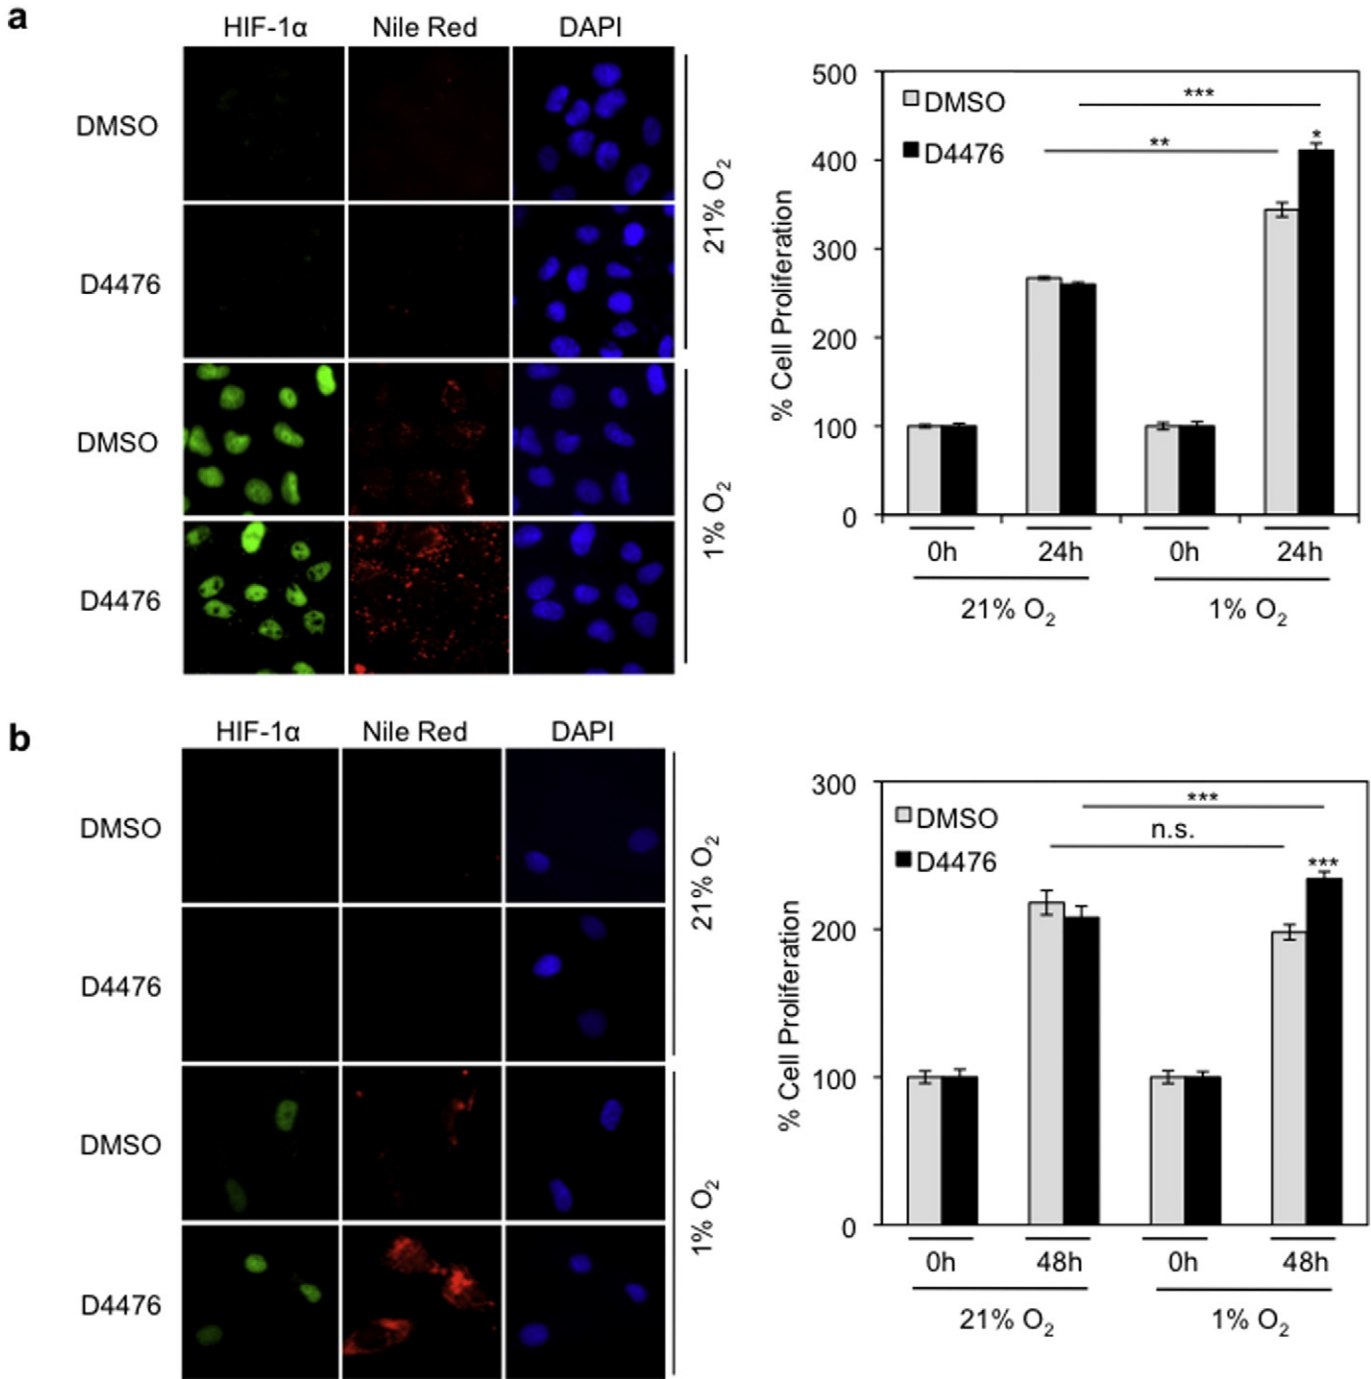 a
HIF-1α Nile Red DAPI
DMSO
D4476
21% O2
DMSO
D4476
1% O2
% Cell Proliferation
500
400
300
200
100
0
DMSO
D4476
***
**
*
0h 24h 0h 24h
21% O2 1% O2
b
HIF-1α Nile Red DAPI
DMSO
D4476
21% O2
DMSO
D4476
1% O2
% Cell Proliferation
300
200
100
0
DMSO
D4476
***
n.s.
***
0h 48h 0h 48h
21% O2 1% O2